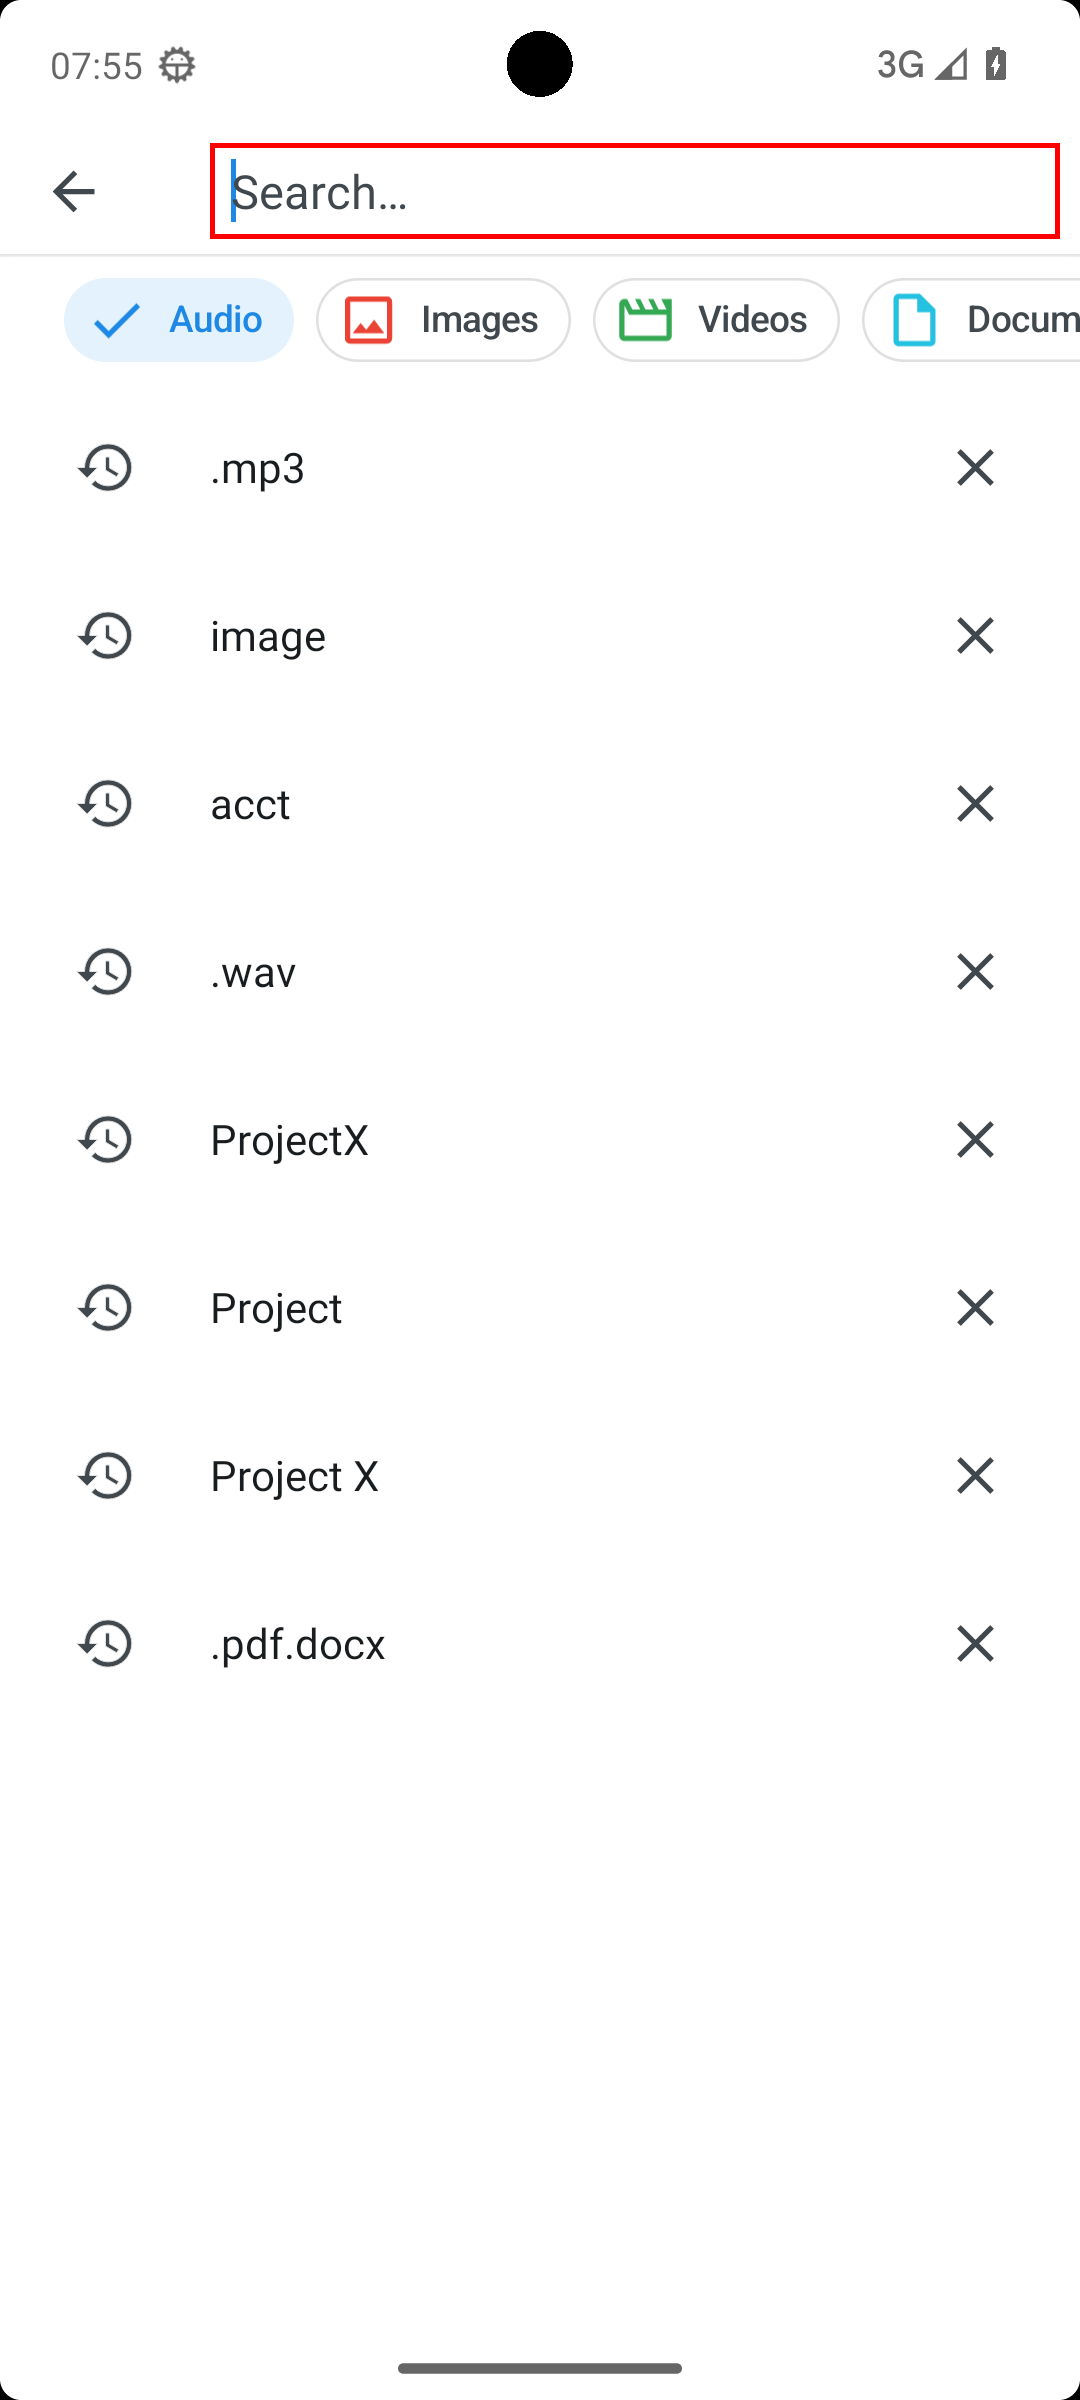 07:55 3G
Search…
Audio Images Videos Docum
.mp3
image
acct
.wav
ProjectX
Project
Project X
.pdf.docx